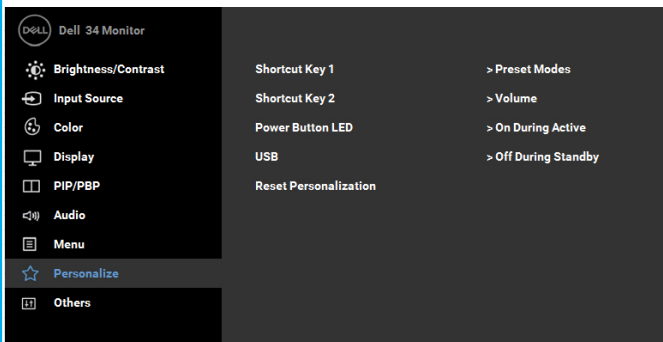 DELL Dell 34 Monitor
Brightness/Contrast Shortcut Key 1 > Preset Modes
Input Source Shortcut Key 2 > Volume
Color Power Button LED > On During Active
Display USB > Off During Standby
PIP/PBP Reset Personalization
Audio
Menu
Personalize
Others